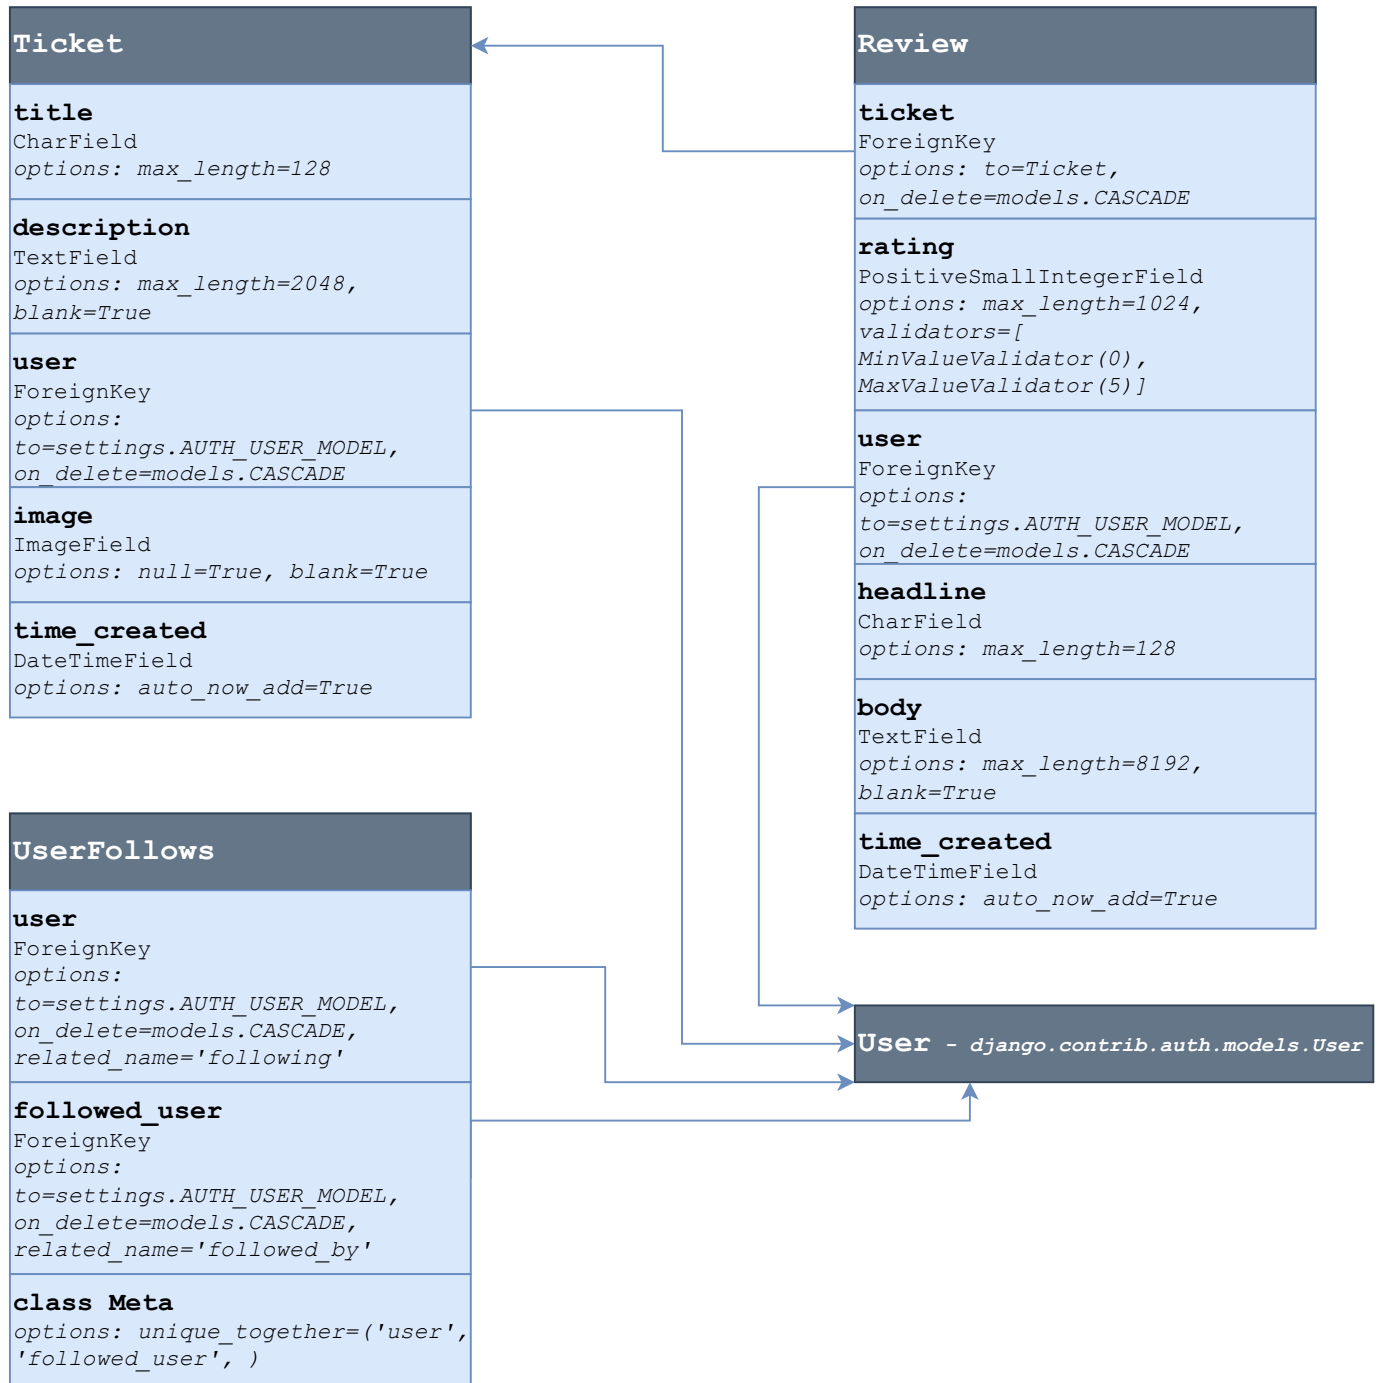 Ticket
title
CharField
options: max_length=128
description
TextField
options: max_length=2048,
blank=True
user
ForeignKey
options:
to=settings.AUTH_USER_MODEL,
on_delete=models.CASCADE
image
ImageField
options: null=True, blank=True
time_created
DateTimeField
options: auto_now_add=True
Review
ticket
ForeignKey
options: to=Ticket,
on_delete=models.CASCADE
rating
PositiveSmallIntegerField
options: max_length=1024,
validators=[
MinValueValidator(0),
MaxValueValidator(5)]
user
ForeignKey
options:
to=settings.AUTH_USER_MODEL,
on_delete=models.CASCADE
headline
CharField
options: max_length=128
body
TextField
options: max_length=8192,
blank=True
time_created
DateTimeField
options: auto_now_add=True
UserFollows
user
ForeignKey
options:
to=settings.AUTH_USER_MODEL,
on_delete=models.CASCADE,
related_name='following'
followed_user
ForeignKey
options:
to=settings.AUTH_USER_MODEL,
on_delete=models.CASCADE,
related_name='followed_by'
class Meta
options: unique_together=('user',
'followed_user', )
User - django.contrib.auth.models.User